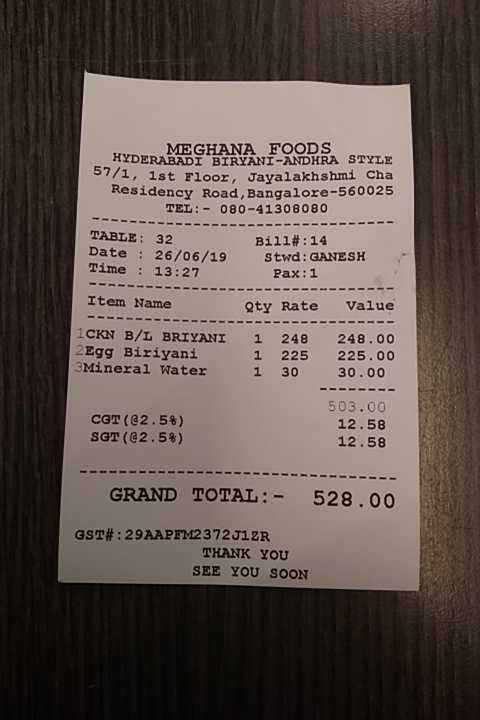 MEGHANA FOODS
HYDERABADI BIRYANI-ANDHRA STYLE
57/1, 1st Floor, Jayalakhshmi Cha
Residency Road,Bangalore-560025
TEL:- 080-41308080
TABLE: 32 Bill#:14
Date : 26/06/19 Stwd:GANESH
Time : 13:27 Pax:1
Item Name Qty Rate Value
1CKN B/L BRIYANI 1 248 248.00
2Egg Biriyani 1 225 225.00
3Mineral Water 1 30 30.00
503.00
CGT(@2.5%) 12.58
SGT(@2.5%) 12.58
GRAND TOTAL:- 528.00
GST#:29AAPFM2372J1ZR
THANK YOU
SEE YOU SOON